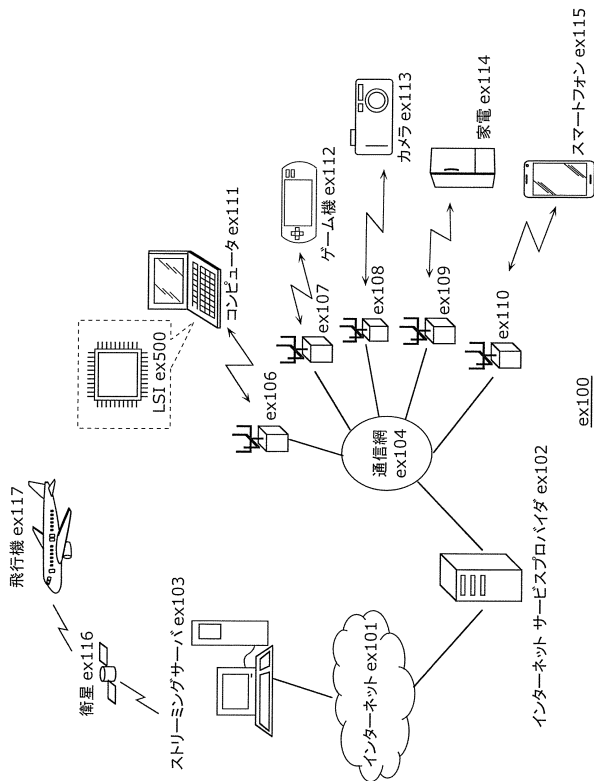 飛行機 ex117
衛星 ex116
ストリーミングサーバ ex103
インターネット ex101
インターネット サービスプロバイダ ex102
通信網
ex104
LSI ex500
コンピュータ ex111
ex106
ex107
ゲーム機 ex112
ex108
カメラ ex113
ex109
家電 ex114
ex110
スマートフォン ex115
ex100